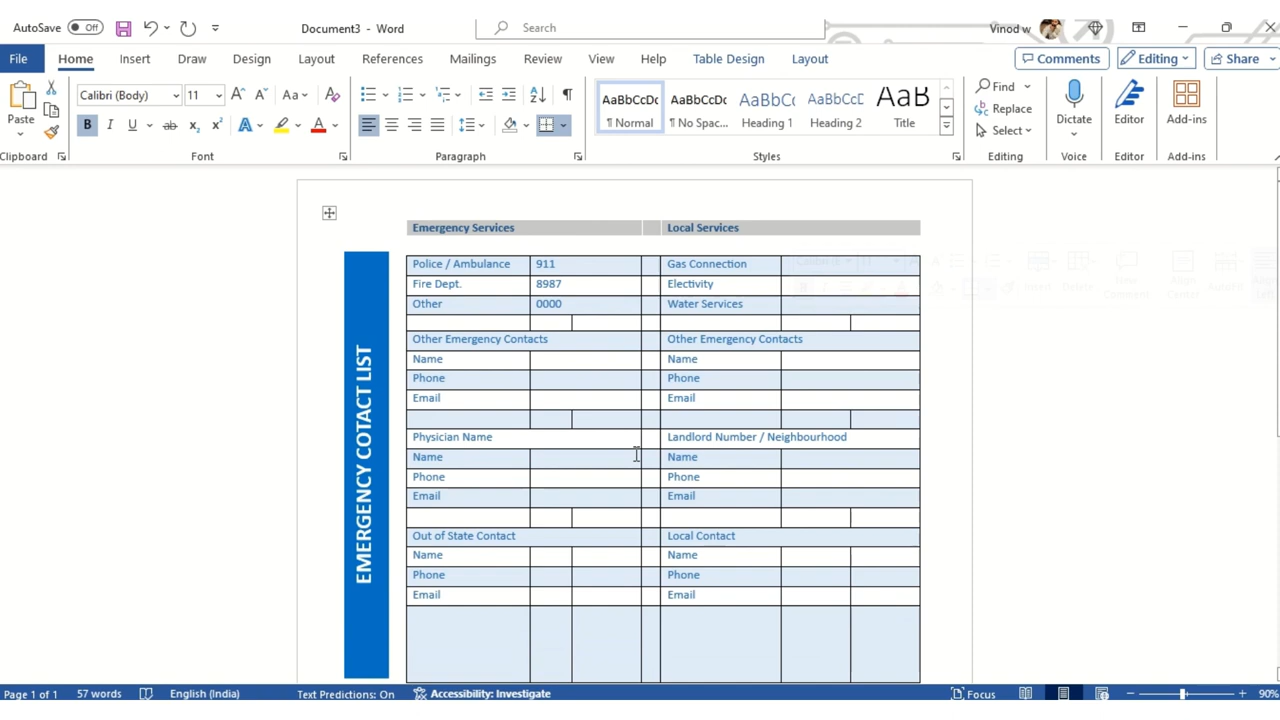 AutoSave Off Document3 - Word Search Vinod w
File Home Insert Draw Design Layout References Mailings Review View Help Table Design Layout Comments Editing Share
Paste Calibri (Body) 11 Aa AaBbCcDc AaBbCcDc AaBbCc AaBbCcD AaB Find Replace Select Dictate Editor Add-ins
Normal No Spac... Heading 1 Heading 2 Title
Clipboard Font Paragraph Styles Editing Voice Editor Add-ins
Emergency Services Local Services
EMERGENCY COTACT LIST
Police / Ambulance 911 Gas Connection
Fire Dept. 8987 Electivity
Other 0000 Water Services
Other Emergency Contacts Other Emergency Contacts
Name Name
Phone Phone
Email Email
Physician Name Landlord Number / Neighbourhood
Name Name
Phone Phone
Email Email
Out of State Contact Local Contact
Name Name
Phone Phone
Email Email
Page 1 of 1 57 words English (India) Text Predictions: On Accessibility: Investigate Focus 90%